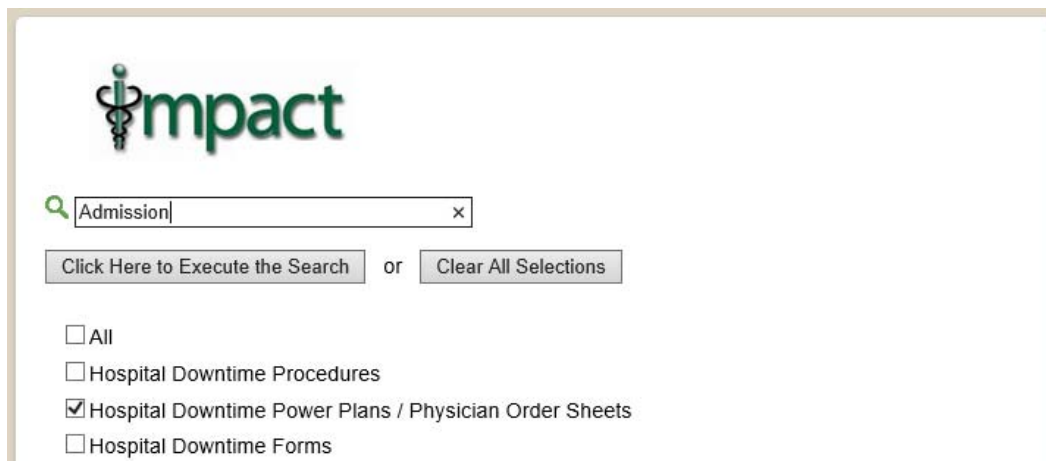 impact
Admission
Click Here to Execute the Search or Clear All Selections
All
Hospital Downtime Procedures
Hospital Downtime Power Plans / Physician Order Sheets
Hospital Downtime Forms